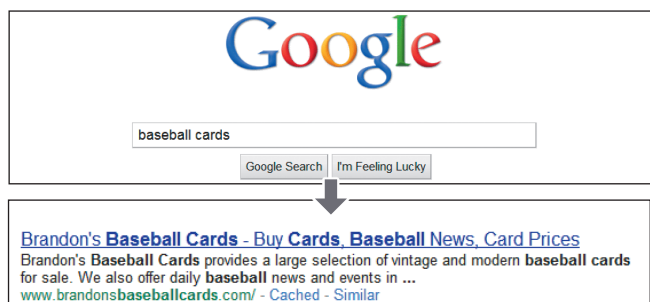 Google
baseball cards
Google Search I'm Feeling Lucky
Brandon's Baseball Cards - Buy Cards, Baseball News, Card Prices
Brandon's Baseball Cards provides a large selection of vintage and modern baseball cards
for sale. We also offer daily baseball news and events in ...
www.brandonsbaseballcards.com/ - Cached - Similar